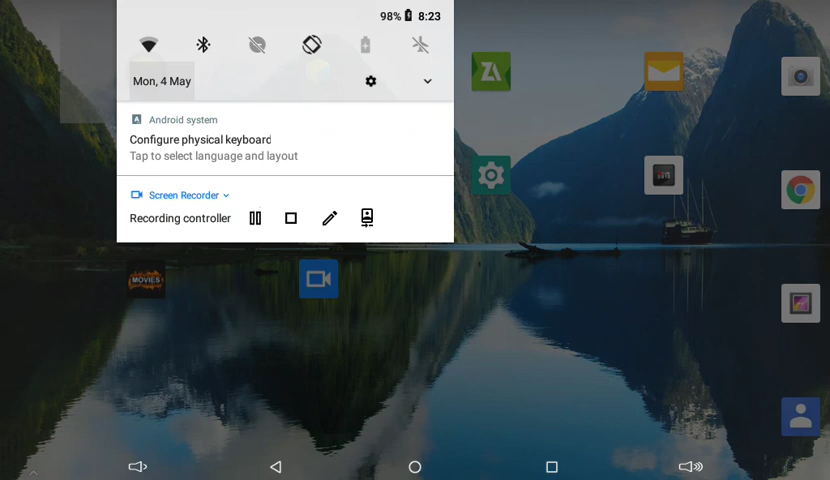 98% 8:23
Mon, 4 May
Android system
Configure physical keyboard
Tap to select language and layout
Screen Recorder
Recording controller
MOVIES